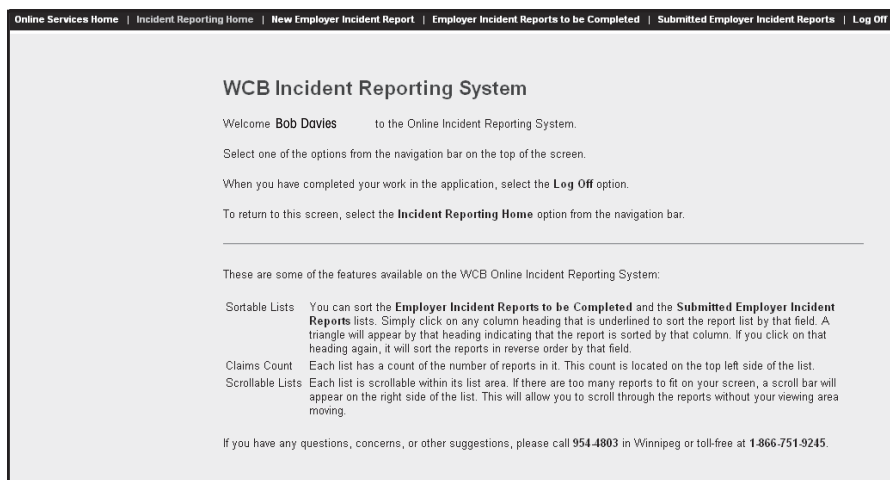 Online Services Home | Incident Reporting Home | New Employer Incident Report | Employer Incident Reports to be Completed | Submitted Employer Incident Reports | Log Off
WCB Incident Reporting System
Welcome Bob Davies to the Online Incident Reporting System.
Select one of the options from the navigation bar on the top of the screen.
When you have completed your work in the application, select the Log Off option.
To return to this screen, select the Incident Reporting Home option from the navigation bar.
These are some of the features available on the WCB Online Incident Reporting System:
Sortable Lists You can sort the Employer Incident Reports to be Completed and the Submitted Employer Incident
Reports lists. Simply click on any column heading that is underlined to sort the report list by that field. A
triangle will appear by that heading indicating that the report is sorted by that column. If you click on that
heading again, it will sort the reports in reverse order by that field.
Claims Count Each list has a count of the number of reports in it. This count is located on the top left side of the list.
Scrollable Lists Each list is scrollable within its list area. If there are too many reports to fit on your screen, a scroll bar will
appear on the right side of the list. This will allow you to scroll through the reports without your viewing area
moving.
If you have any questions, concerns, or other suggestions, please call 954-4803 in Winnipeg or toll-free at 1-866-751-9245.